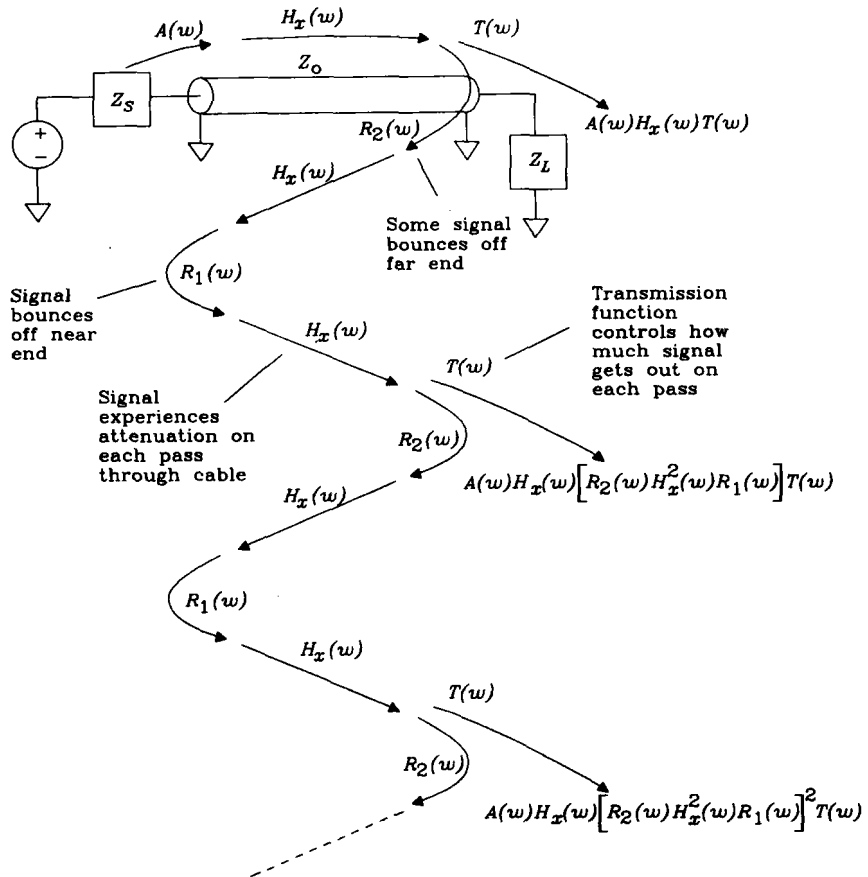 A(w)
H_x(w)
T(w)
Z_S
Z_o
+
−
R_2(w)
A(w)H_x(w)T(w)
Z_L
H_x(w)
Some signal
bounces off
far end
R_1(w)
Signal
bounces
off near
end
H_x(w)
Transmission
function
controls how
much signal
gets out on
each pass
T(w)
Signal
experiences
attenuation on
each pass
through cable
R_2(w)
A(w)H_x(w)[R_2(w)H_x^2(w)R_1(w)]T(w)
H_x(w)
R_1(w)
H_x(w)
T(w)
R_2(w)
A(w)H_x(w)[R_2(w)H_x^2(w)R_1(w)]^2T(w)